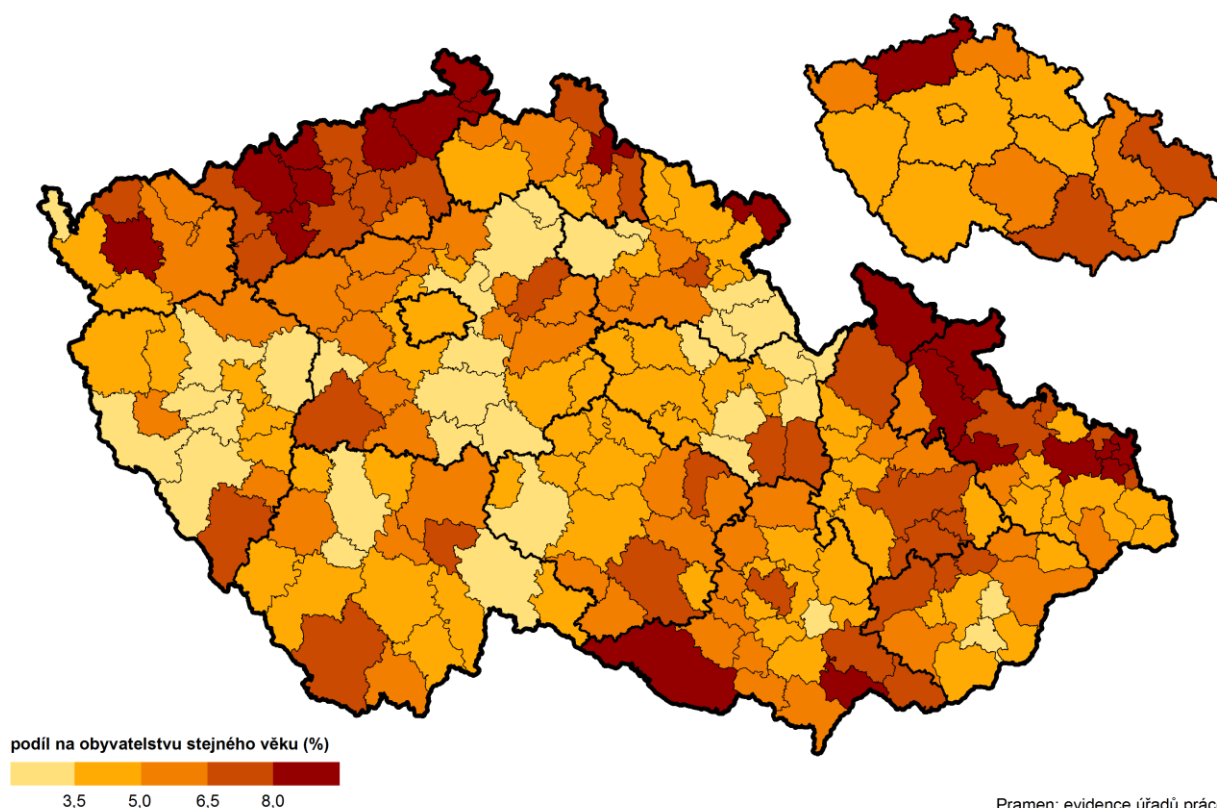 podíl na obyvatelstvu stejného věku (%)
3,5 5,0 6,5 8,0
Pramen: evidence úřadů prác